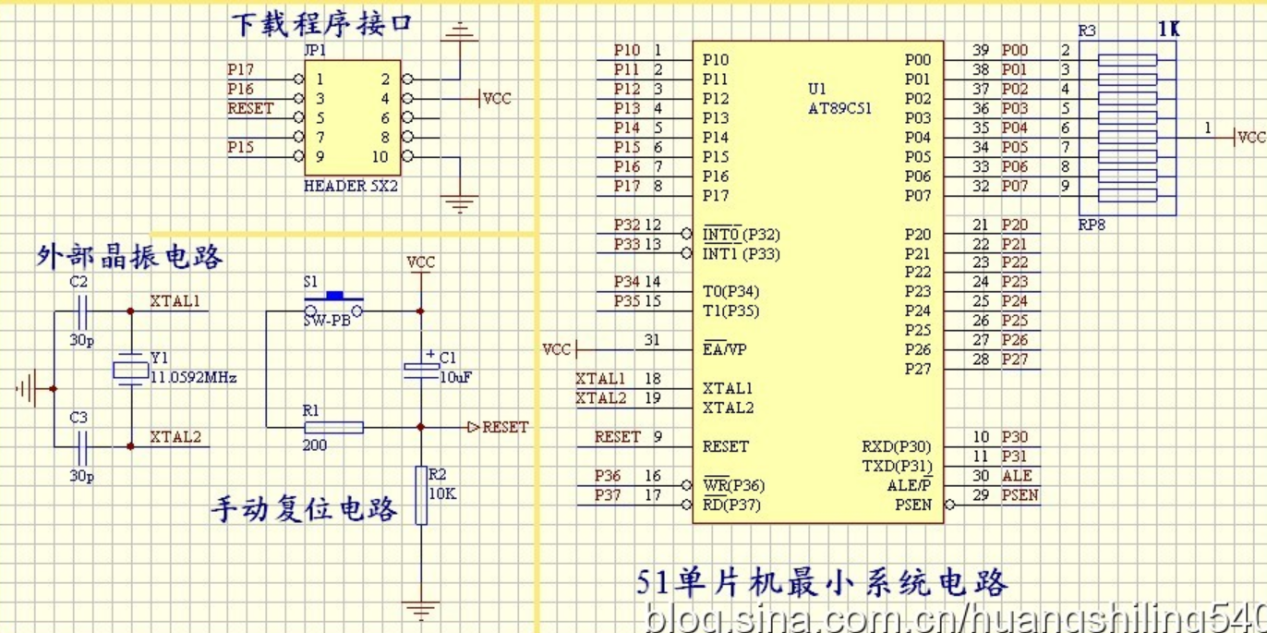 下载程序接口
JP1
P17 1 2
P16 3 4 VCC
RESET 5 6
7 8
P15 9 10
HEADER 5X2
外部晶振电路
C2
XTAL1
30p
Y1
11.0592MHz
C3
XTAL2
30p
VCC
S1
SW-PB
+ C1
10uF
R1
200
RESET
R2
10K
手动复位电路
R3 1K
P10 1 P10 P00 39 P00 2
P11 2 P11 P01 38 P01 3
P12 3 P12 P02 37 P02 4
P13 4 P13 P03 36 P03 5
P14 5 P14 P04 35 P04 6 1 VCC
P15 6 P15 P05 34 P05 7
P16 7 P16 P06 33 P06 8
P17 8 P17 P07 32 P07 9
U1
AT89C51
RP8
P32 12 INT0 (P32) P20 21 P20
P33 13 INT1 (P33) P21 22 P21
P22 23 P22
P34 14 T0(P34) P23 24 P23
P35 15 T1(P35) P24 25 P24
P25 26 P25
VCC 31 EA/VP P26 27 P26
P27 28 P27
XTAL1 18 XTAL1
XTAL2 19 XTAL2
RESET 9 RESET RXD(P30) 10 P30
TXD(P31) 11 P31
P36 16 WR(P36) ALE/P 30 ALE
P37 17 RD(P37) PSEN 29 PSEN
51单片机最小系统电路
blog.sina.com.cn/huangshiling540